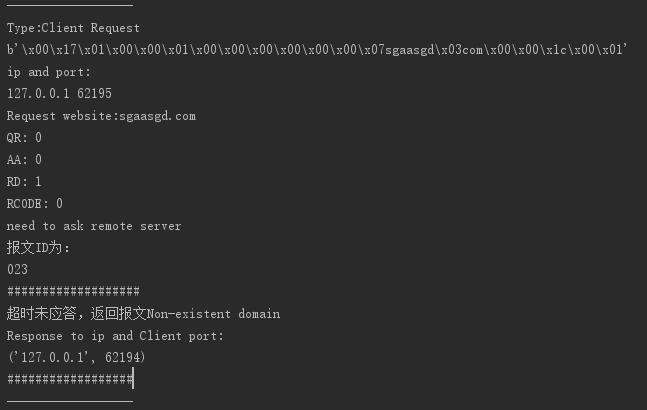 Type:Client Request
b'\x00\x17\x01\x00\x00\x01\x00\x00\x00\x00\x00\x00\x07sgaasgd\x03com\x00\x00\x1c\x00\x01'
ip and port:
127.0.0.1 62195
Request website:sgaasgd.com
QR: 0
AA: 0
RD: 1
RCODE: 0
need to ask remote server
报文ID为:
023
###################
超时未应答，返回报文Non-existent domain
Response to ip and Client port:
('127.0.0.1', 62194)
##################